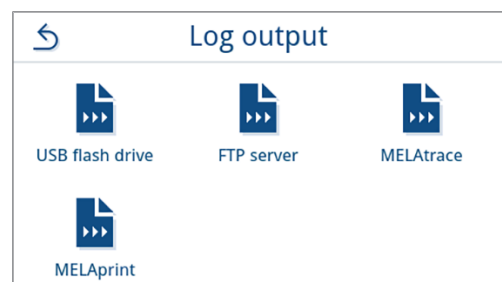 Log output
USB flash drive
FTP server
MELAtrace
MELAprint